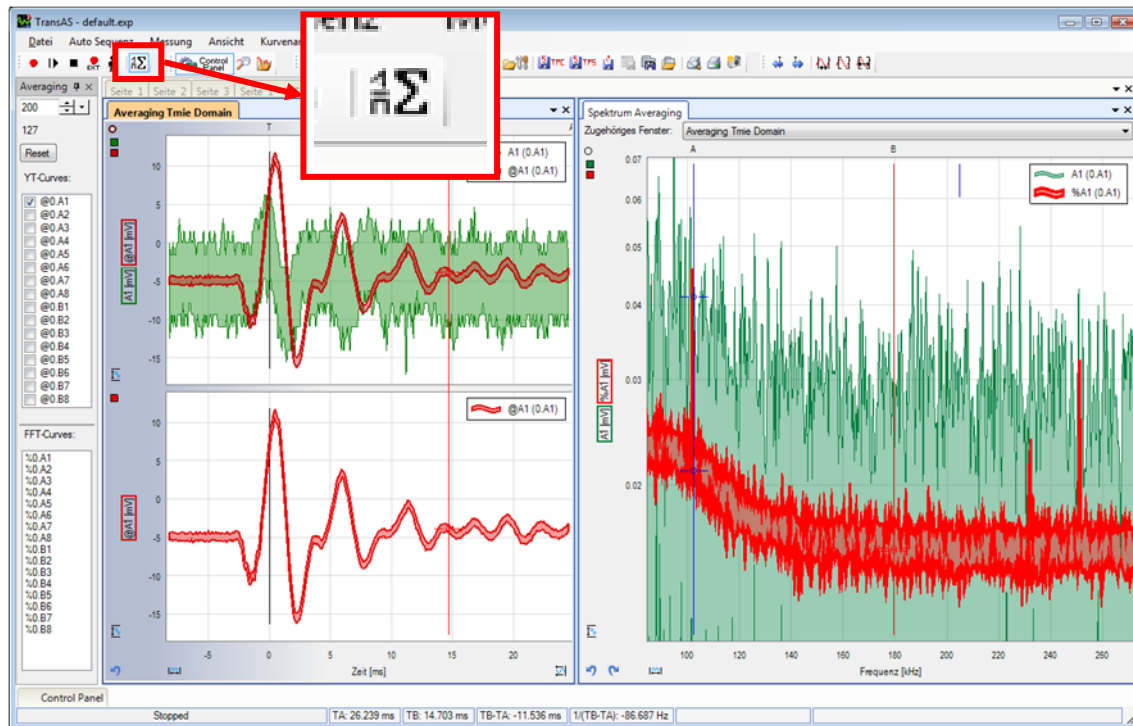 TransAS - default.exp
Datei Auto Sequenz Messung Ansicht
EXT
1/n Σ
Control Panel
TPC
TPS
1/n Σ
Averaging
200
127
Reset
YT-Curves:
@0.A1
@0.A2
@0.A3
@0.A4
@0.A5
@0.A6
@0.A7
@0.A8
@0.B1
@0.B2
@0.B3
@0.B4
@0.B5
@0.B6
@0.B7
@0.B8
FFT-Curves:
%0.A1
%0.A2
%0.A3
%0.A4
%0.A5
%0.A6
%0.A7
%0.A8
%0.B1
%0.B2
%0.B3
%0.B4
%0.B5
%0.B6
%0.B7
%0.B8
Seite 1 Seite 2 Seite 3
Averaging Tmie Domain
T
A1 (0.A1)
@A1 (0.A1)
10
5
0
-5
-10
-15
A1 [mV] @A1 [mV]
@A1 (0.A1)
10
5
0
-5
-10
-15
@A1 [mV]
-5 0 5 10 15 20
Zeit [ms]
Spektrum Averaging
Zugehöriges Fenster: Averaging Tmie Domain
A B
A1 (0.A1)
%A1 (0.A1)
0.07
0.06
0.05
0.04
0.03
0.02
A1 [mV] %A1 [mV]
100 120 140 160 180 200 220 240 260
Frequenz [kHz]
Control Panel
Stopped TA: 26.239 ms TB: 14.703 ms TB-TA: -11.536 ms 1/(TB-TA): -86.687 Hz